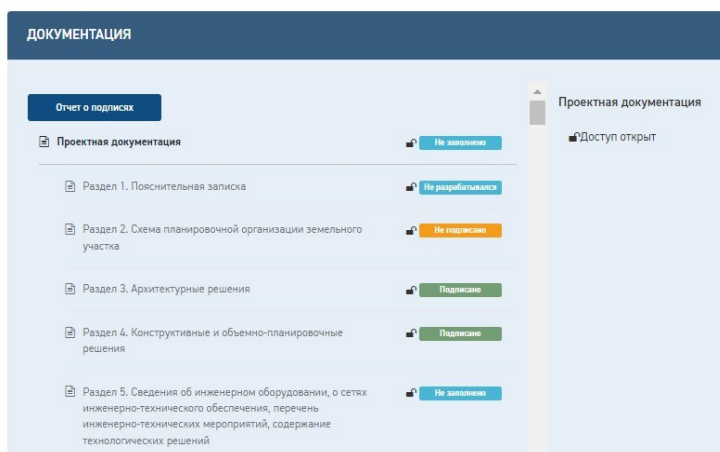 ДОКУМЕНТАЦИЯ
Отчет о подписях
Проектная документация
Доступ открыт
Проектная документация Не заполнено
Раздел 1. Пояснительная записка Не разрабатывался
Раздел 2. Схема планировочной организации земельного Не подписано
участка
Раздел 3. Архитектурные решения Подписано
Раздел 4. Конструктивные и объемно-планировочные Подписано
решения
Раздел 5. Сведения об инженерном оборудовании, о сетях Не заполнено
инженерно-технического обеспечения, перечень
инженерно-технических мероприятий, содержание
технологических решений